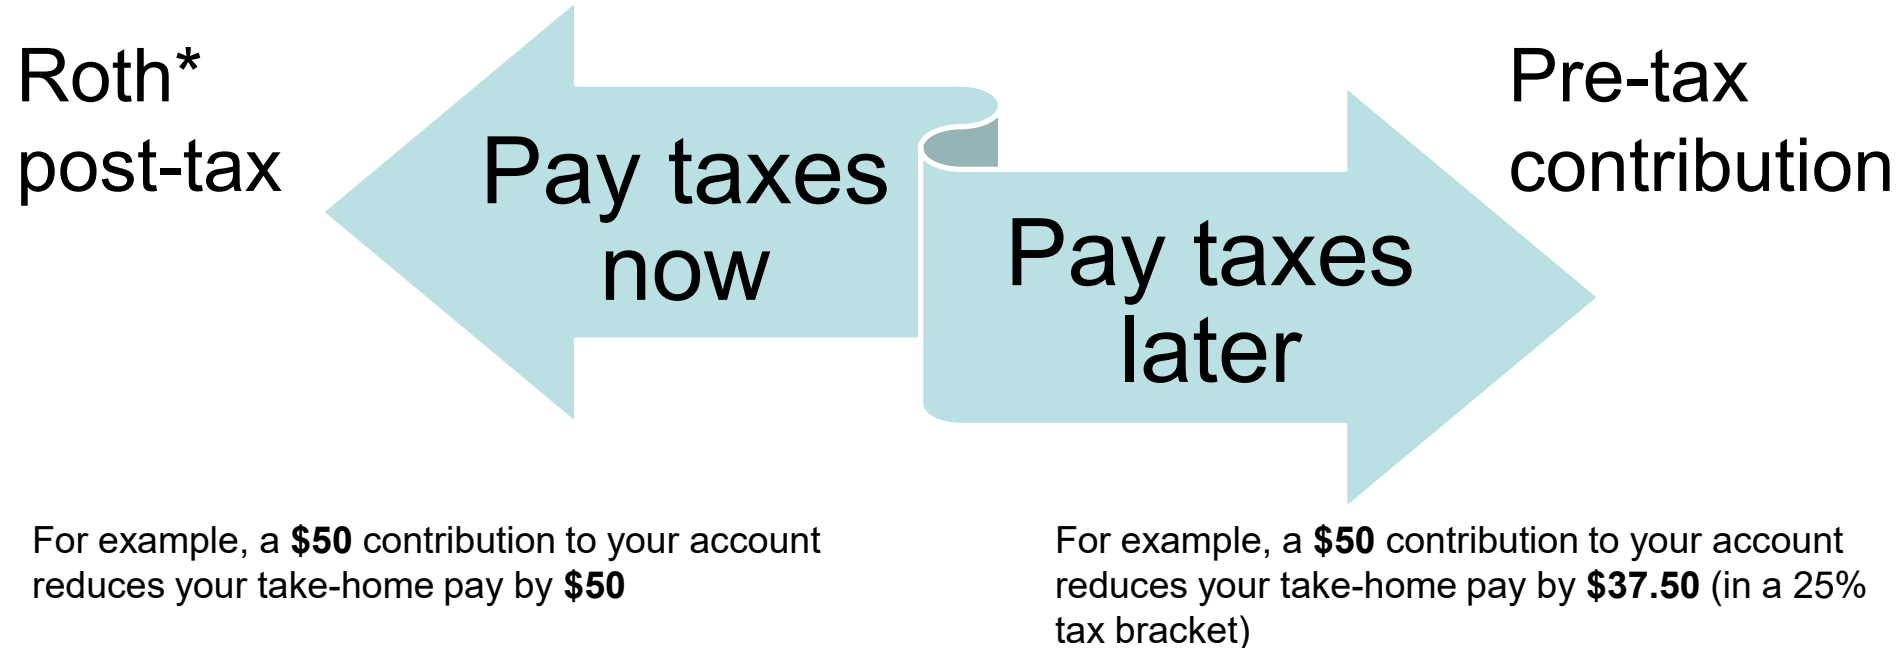 Roth*
post-tax
Pay taxes
now
Pay taxes
later
Pre-tax
contribution
For example, a $50 contribution to your account
reduces your take-home pay by $50
For example, a $50 contribution to your account
reduces your take-home pay by $37.50 (in a 25%
tax bracket)